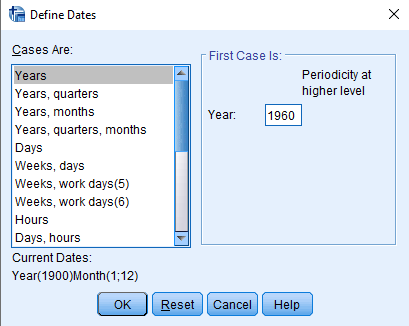 Define Dates
Cases Are:
Years
Years, quarters
Years, months
Years, quarters, months
Days
Weeks, days
Weeks, work days(5)
Weeks, work days(6)
Hours
Days, hours
First Case Is:
Periodicity at
higher level
Year:
1960
Current Dates:
Year(1900)Month(1;12)
OK
Reset
Cancel
Help